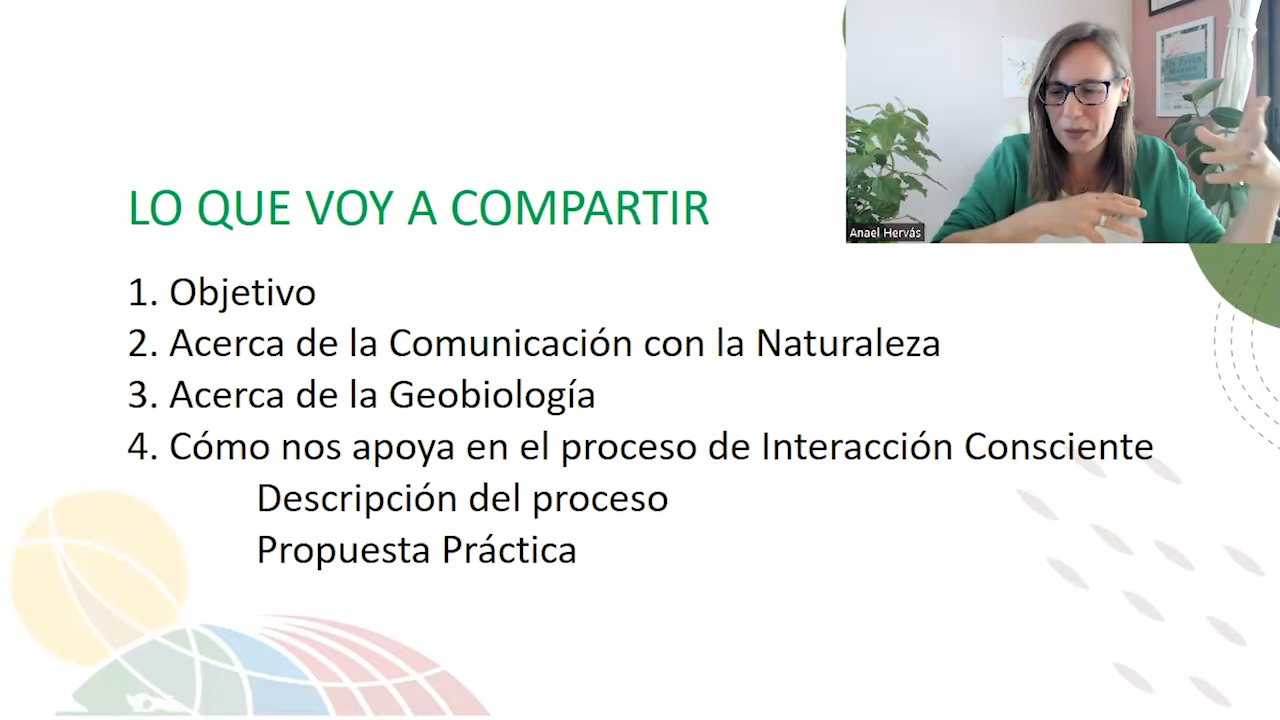 LO QUE VOY A COMPARTIR
1. Objetivo
2. Acerca de la Comunicación con la Naturaleza
3. Acerca de la Geobiología
4. Cómo nos apoya en el proceso de Interacción Consciente
Descripción del proceso
Propuesta Práctica
Anael Hervás